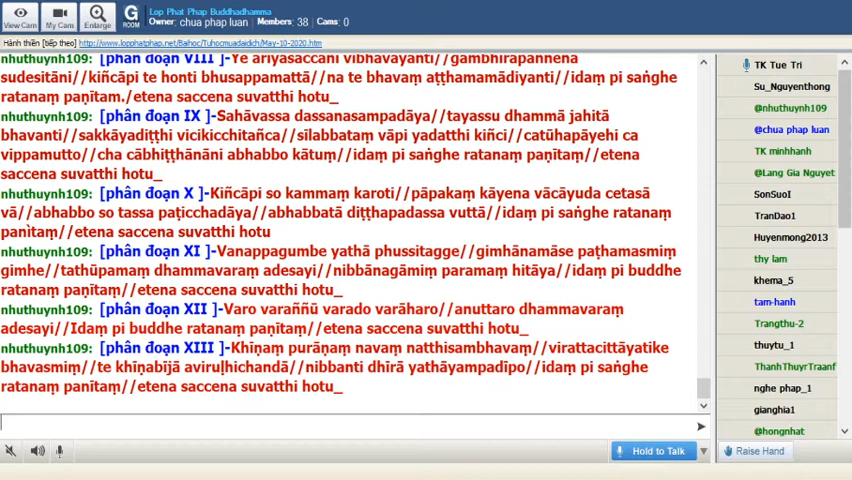 View Cam
My Cam
Enlarge
G
ROOM
Lop Phat Phap Buddhadhamma
Owner: chua phap luan   Members: 38   Cams: 0
Hành thiền [tiếp theo] http://www.lopphatphap.net/Baihoc/Tuhocmuadaidich/May-10-2020.htm
nhuthuynh109: [phân đoạn VIII ]-Ye ariyasaccāni vibhāvayanti//gambhīrapaññena
sudesitāni//kiñcāpi te honti bhusappamattā//na te bhavaṃ aṭṭhamamādiyanti//idaṃ pi saṅghe
ratanaṃ paṇītam./etena saccena suvatthi hotu_
nhuthuynh109: [phân đoạn IX ]-Sahāvassa dassanasampadāya//tayassu dhammā jahitā
bhavanti//sakkāyadiṭṭhi vicikicchitañca//sīlabbataṃ vāpi yadatthi kiñci//catūhapāyehi ca
vippamutto//cha cābhiṭṭhānāni abhabbo kātuṃ//idaṃ pi saṅghe ratanaṃ paṇītaṃ//etena
saccena suvatthi hotu_
nhuthuynh109: [phân đoạn X ]-Kiñcāpi so kammaṃ karoti//pāpakaṃ kāyena vācāyuda cetasā
vā//abhabbo so tassa paṭicchadāya//abhabbatā diṭṭhapadassa vuttā//idaṃ pi saṅghe ratanaṃ
panìtaṃ//etena saccena suvatthi hotu
nhuthuynh109: [phân đoạn XI ]-Vanappagumbe yathā phussitagge//gimhānamāse paṭhamasmiṃ
gimhe//tathūpamaṃ dhammavaraṃ adesayi//nibbānagāmiṃ paramaṃ hitāya//idaṃ pi buddhe
ratanaṃ paṇītaṃ//etena saccena suvatthi hotu_
nhuthuynh109: [phân đoạn XII ]-Varo varaññū varado varāharo//anuttaro dhammavaraṃ
adesayi//Idaṃ pi buddhe ratanaṃ paṇītaṃ//etena saccena suvatthi hotu_
nhuthuynh109: [phân đoạn XIII ]-Khīṇaṃ purāṇaṃ navaṃ natthisambhavaṃ//virattacittāyatike
bhavasmiṃ//te khīṇabījā aviruḷhichandā//nibbanti dhīrā yathāyampadīpo//idaṃ pi saṅghe
ratanaṃ paṇītaṃ//etena saccena suvatthi hotu_
TK Tue Tri
Su_Nguyenthong
@nhuthuynh109
@chua phap luan
TK minhhanh
@Lang Gia Nguyet
SonSuoI
TranDao1
Huyenmong2013
thy lam
khema_5
tam-hanh
Trangthu-2
thuytu_1
ThanhThuyrTraanf
nghe phap_1
gianghia1
@hongnhat
Hold to Talk
Raise Hand